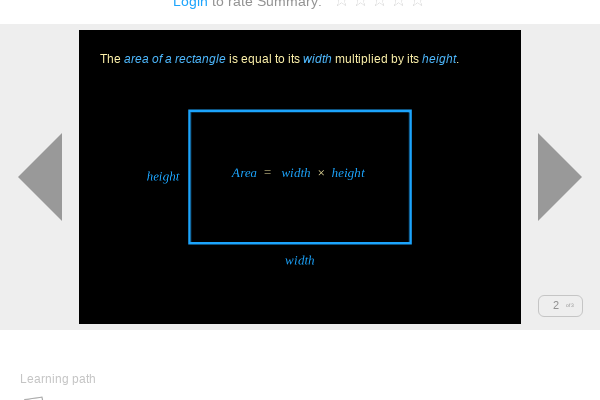 Login to rate Summary:
The area of a rectangle is equal to its width multiplied by its height.
Area = width × height
height
width
2
Learning path